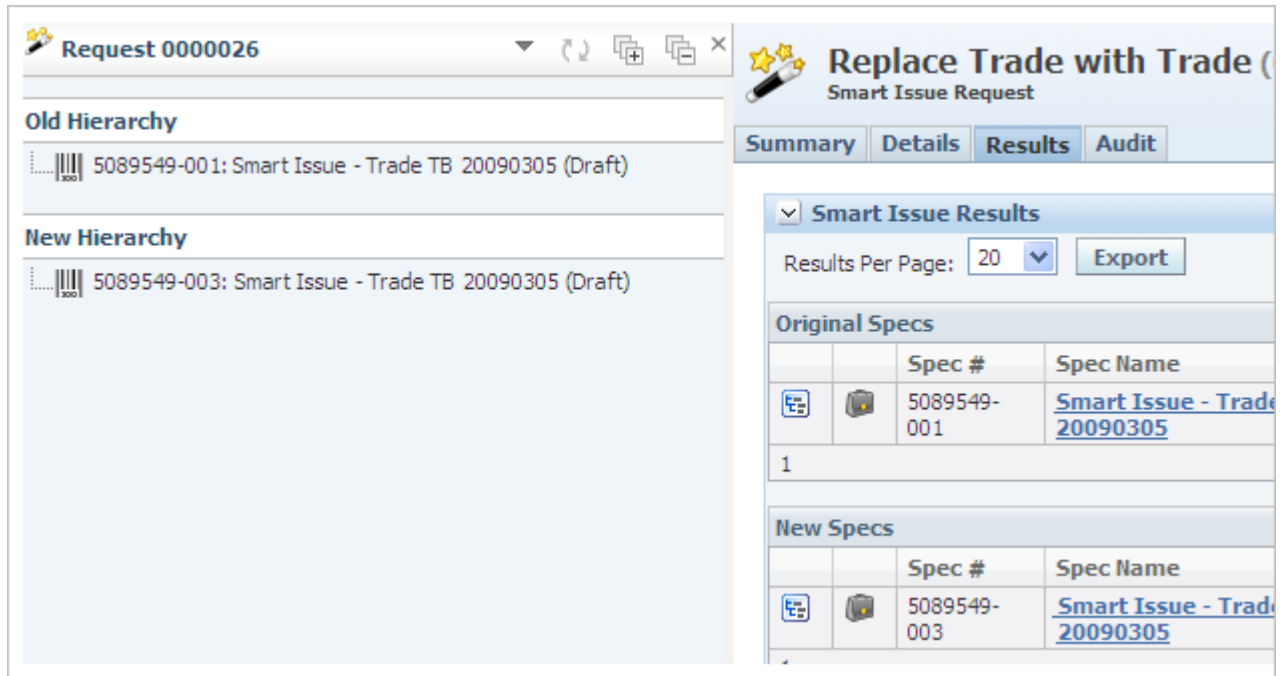 Request 0000026
Old Hierarchy
5089549-001: Smart Issue - Trade TB 20090305 (Draft)
New Hierarchy
5089549-003: Smart Issue - Trade TB 20090305 (Draft)
Replace Trade with Trade (
Smart Issue Request
Summary Details Results Audit
Smart Issue Results
Results Per Page: 20 Export
Original Specs
Spec # Spec Name
5089549- Smart Issue - Trade
001 20090305
1
New Specs
Spec # Spec Name
5089549- Smart Issue - Trade
003 20090305